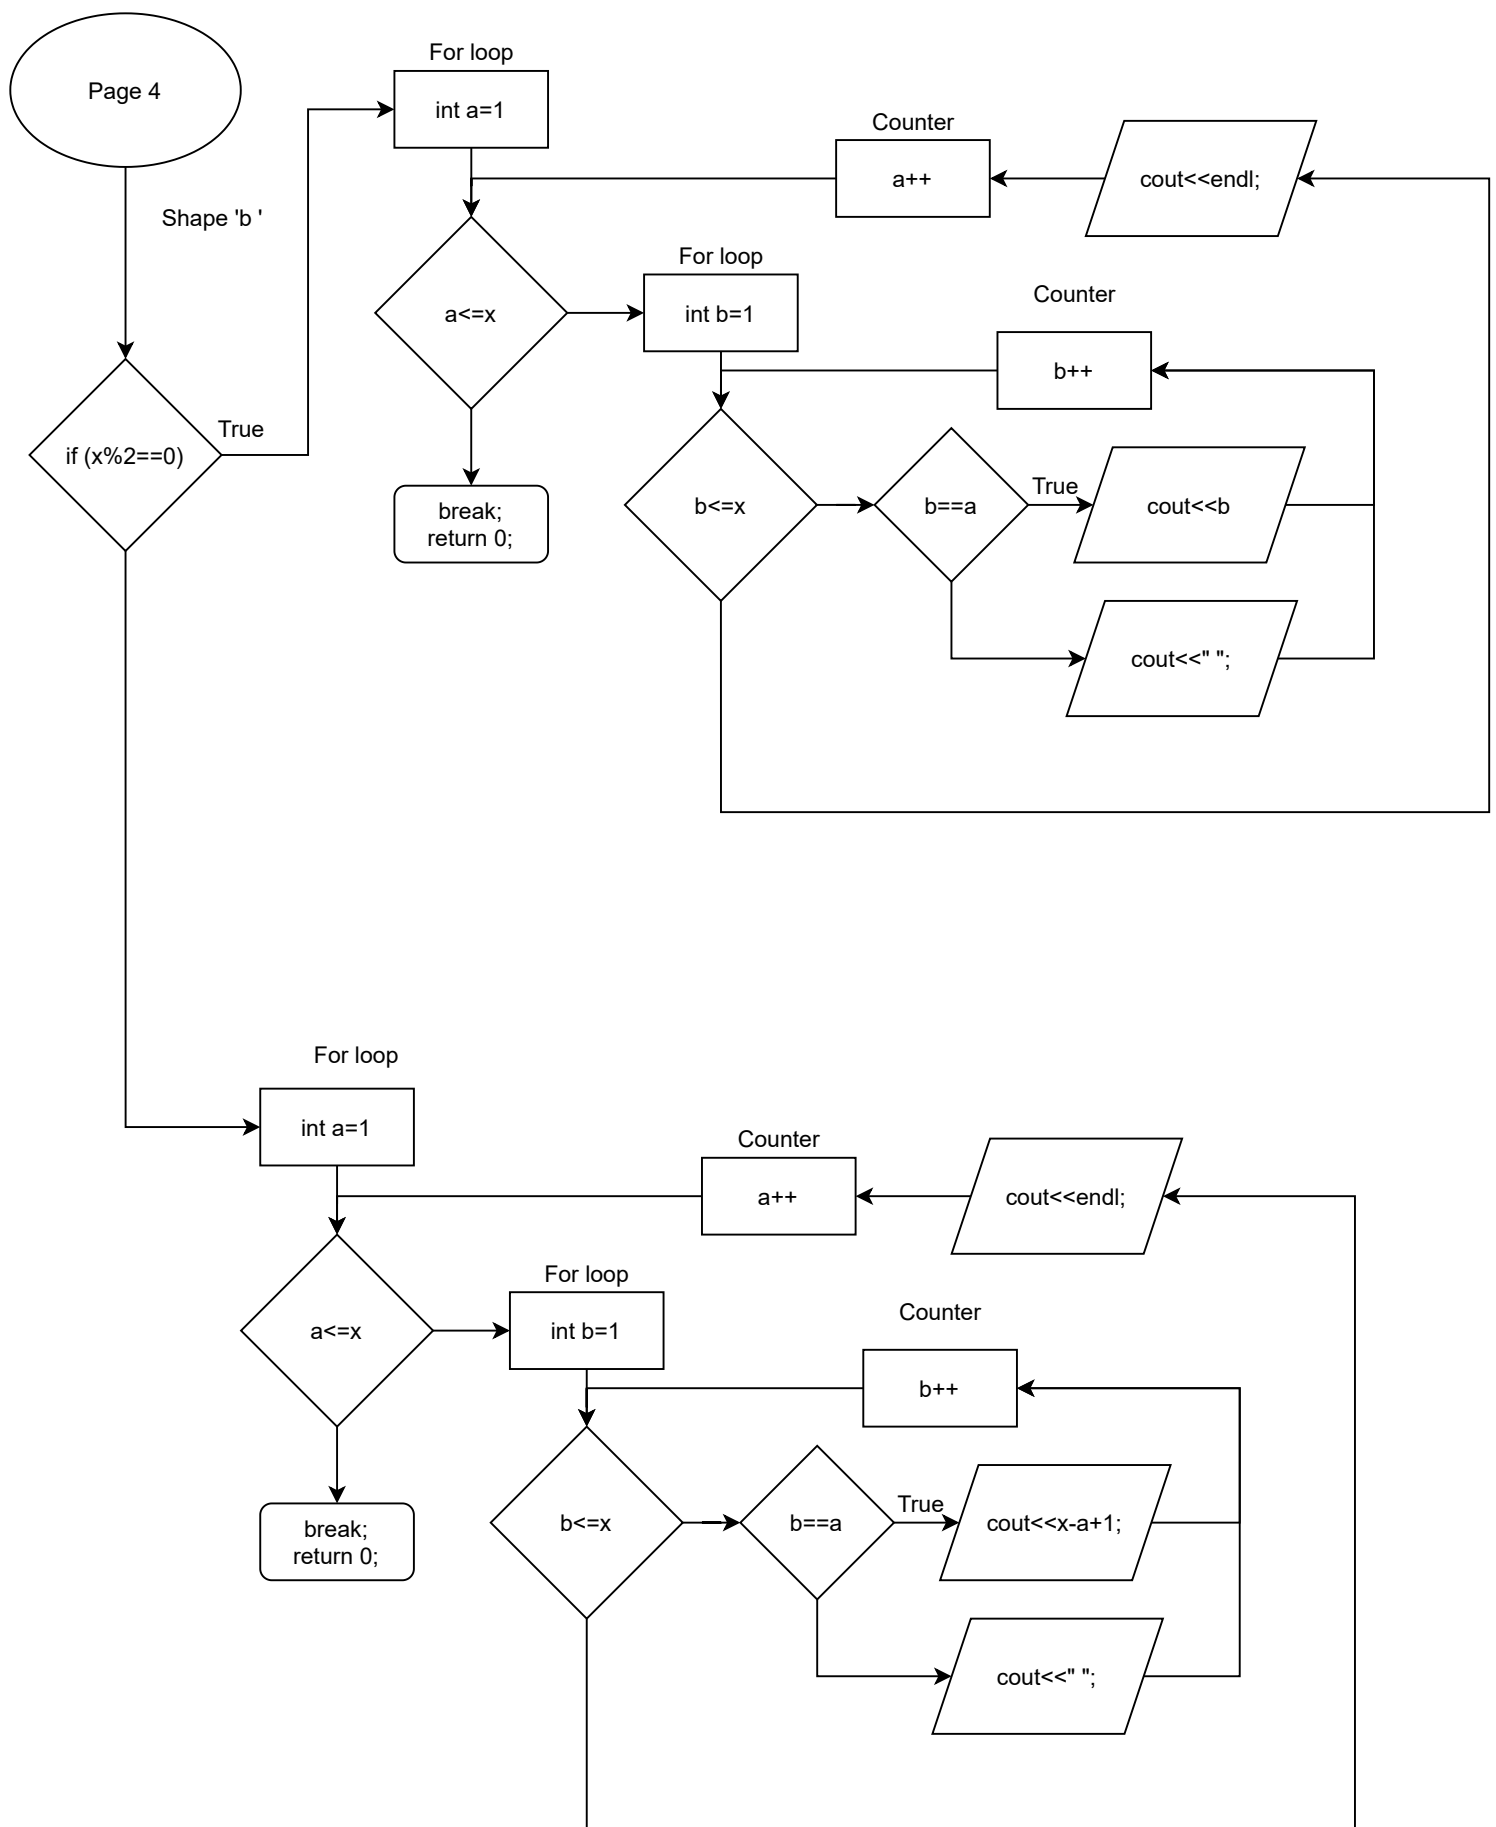 Page 4
Shape 'b '
if (x%2==0)
True
For loop
int a=1
a<=x
break;
return 0;
Counter
a++
cout<<endl;
For loop
int b=1
Counter
b++
b<=x
b==a
True
cout<<b
cout<<" ";
For loop
int a=1
a<=x
break;
return 0;
Counter
a++
cout<<endl;
For loop
int b=1
Counter
b++
b<=x
b==a
True
cout<<x-a+1;
cout<<" ";